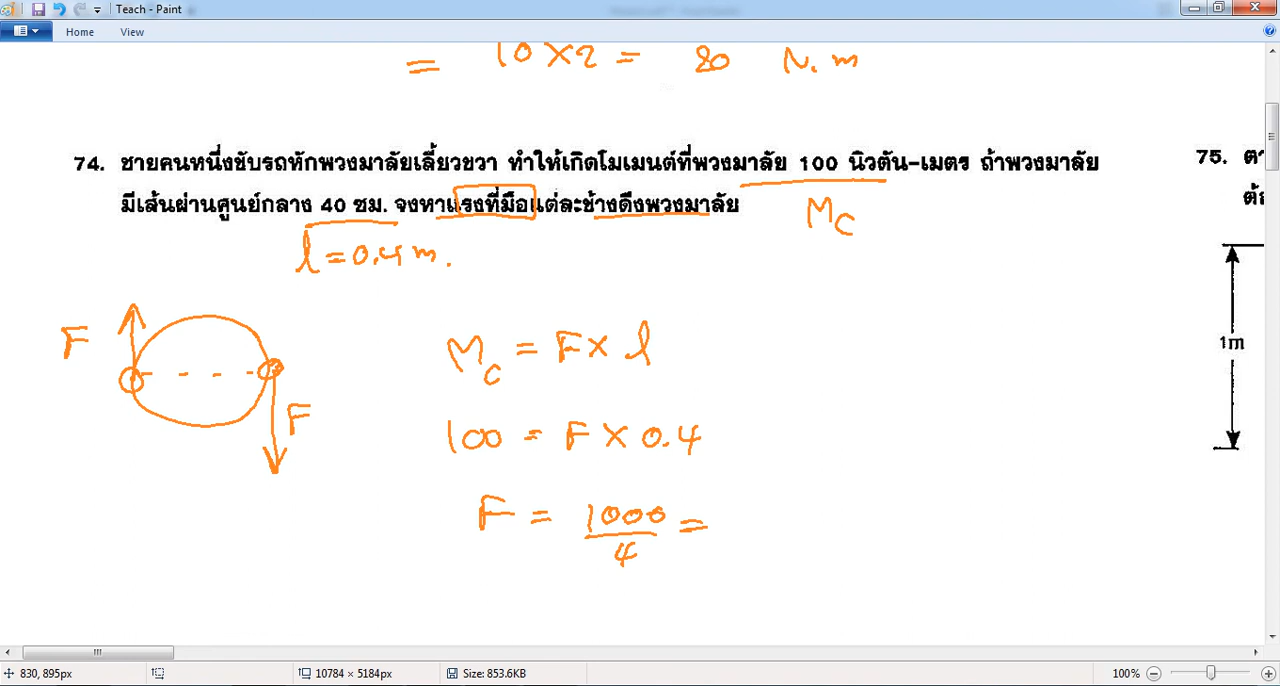 Teach - Paint
Home View
= 10 X 2 = 20 N.m
74. ชายคนหนึ่งขับรถหักพวงมาลัยเลี้ยวขวา ทำให้เกิดโมเมนต์ที่พวงมาลัย 100 นิวตัน-เมตร ถ้าพวงมาลัย
มีเส้นผ่านศูนย์กลาง 40 ซม. จงหาแรงที่มือแต่ละข้างดึงพวงมาลัย
M_C
l = 0.4 m.
F
F
M_C = F X l
100 = F X 0.4
F = 1000/4 =
75.
1m
830, 895px
10784 × 5184px
Size: 853.6KB
100%